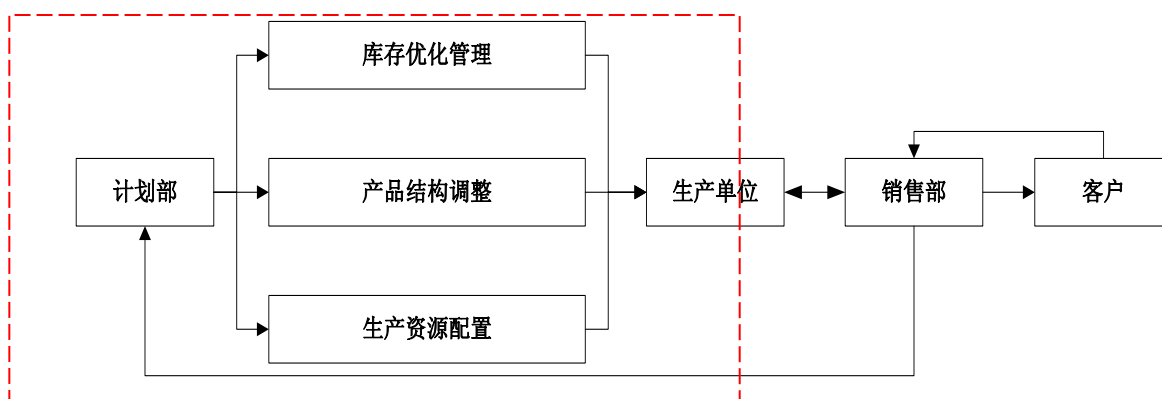 库存优化管理
计划部
产品结构调整
生产单位
销售部
客户
生产资源配置